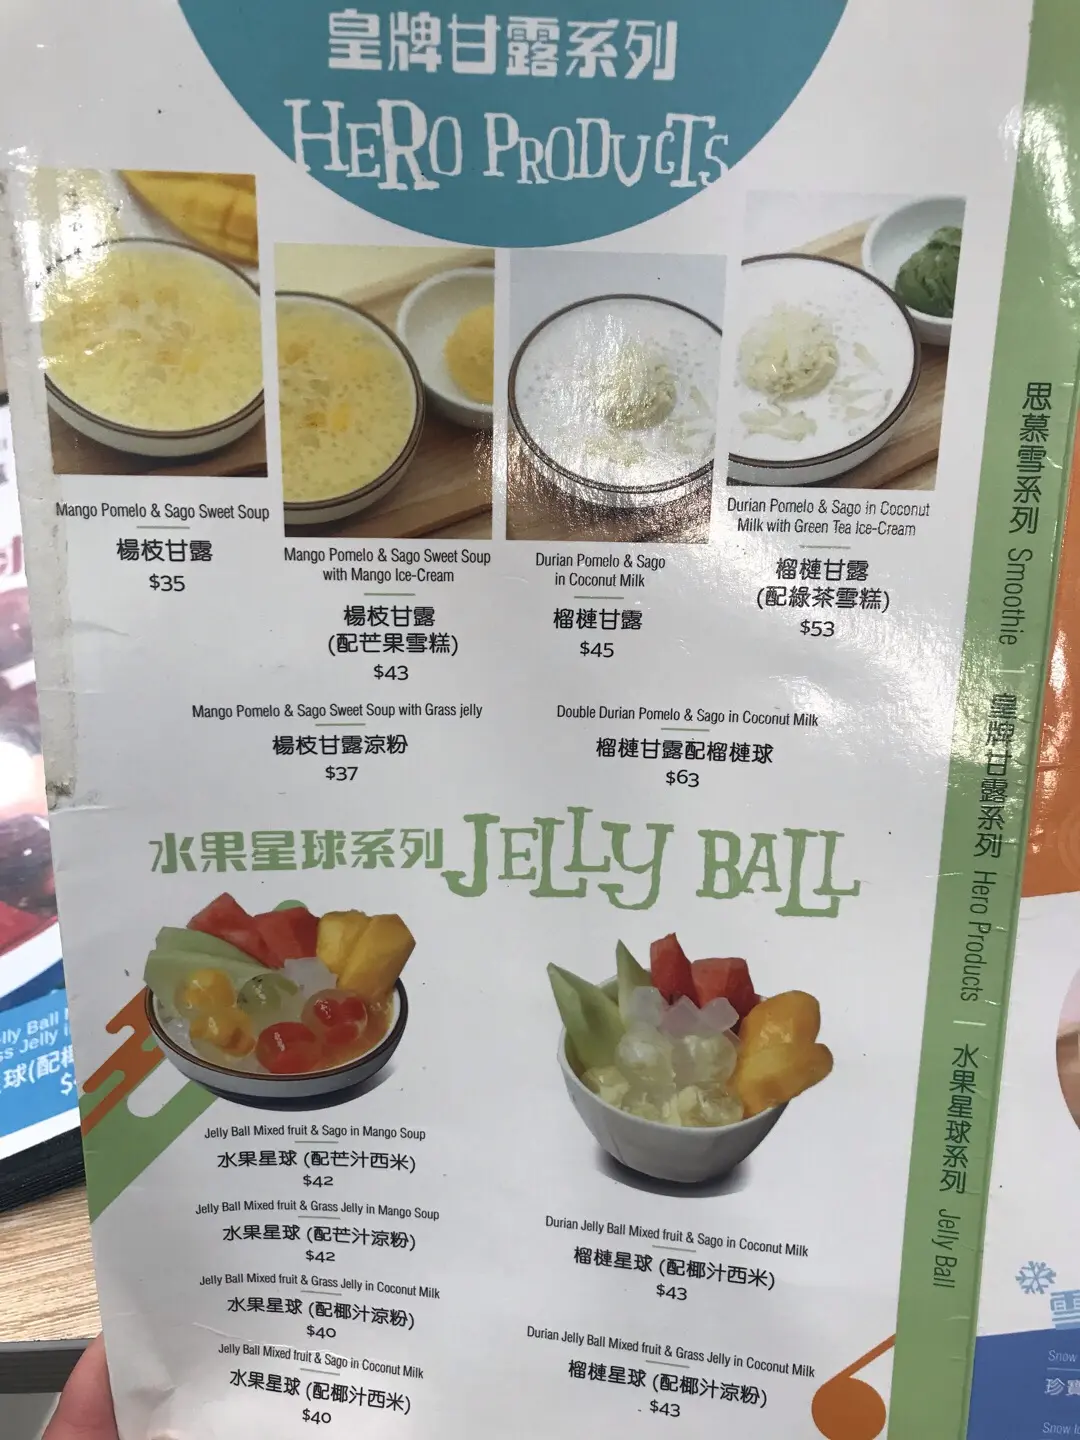 皇牌甘露系列
HERO PRODUCTS
Mango Pomelo & Sago Sweet Soup
楊枝甘露
$35
Mango Pomelo & Sago Sweet Soup
with Mango Ice-Cream
楊枝甘露
(配芒果雪糕)
$43
Durian Pomelo & Sago
in Coconut Milk
榴槤甘露
$45
Durian Pomelo & Sago in Coconut
Milk with Green Tea Ice-Cream
榴槤甘露
(配綠茶雪糕)
$53
Mango Pomelo & Sago Sweet Soup with Grass jelly
楊枝甘露涼粉
$37
Double Durian Pomelo & Sago in Coconut Milk
榴槤甘露配榴槤球
$63
水果星球系列 JELLY BALL
Jelly Ball Mixed fruit & Sago in Mango Soup
水果星球 (配芒汁西米)
$42
Jelly Ball Mixed fruit & Grass Jelly in Mango Soup
水果星球 (配芒汁涼粉)
$42
Jelly Ball Mixed fruit & Grass Jelly in Coconut Milk
水果星球 (配椰汁涼粉)
$40
Jelly Ball Mixed fruit & Sago in Coconut Milk
水果星球 (配椰汁西米)
$40
Durian Jelly Ball Mixed fruit & Sago in Coconut Milk
榴槤星球 (配椰汁西米)
$43
Durian Jelly Ball Mixed fruit & Grass Jelly in Coconut Milk
榴槤星球 (配椰汁涼粉)
$43
思慕雪系列 Smoothie | 皇牌甘露系列 Hero Products | 水果星球系列 Jelly Ball
Ball
Jelly
球(配
$
Snow
Snow